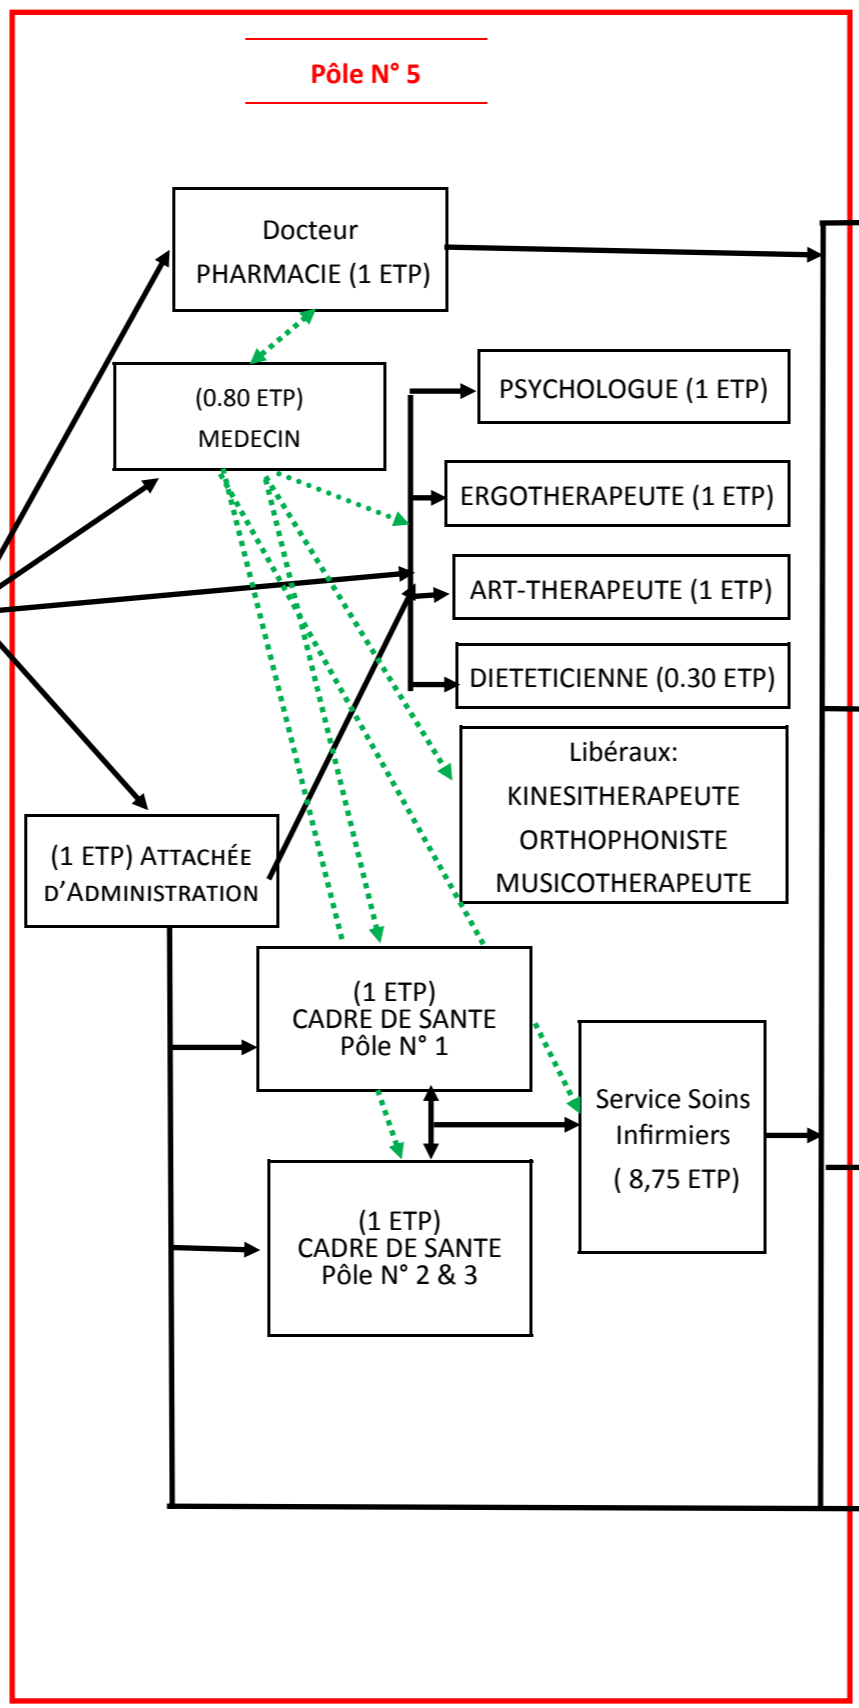 Pôle N° 5
Docteur
PHARMACIE (1 ETP)
(0.80 ETP)
MEDECIN
PSYCHOLOGUE (1 ETP)
ERGOTHERAPEUTE (1 ETP)
ART-THERAPEUTE (1 ETP)
DIETETICIENNE (0.30 ETP)
Libéraux:
KINESITHERAPEUTE
ORTHOPHONISTE
MUSICOTHERAPEUTE
(1 ETP) ATTACHÉE
D’ADMINISTRATION
(1 ETP)
CADRE DE SANTE
Pôle N° 1
Service Soins
Infirmiers
( 8,75 ETP)
(1 ETP)
CADRE DE SANTE
Pôle N° 2 & 3